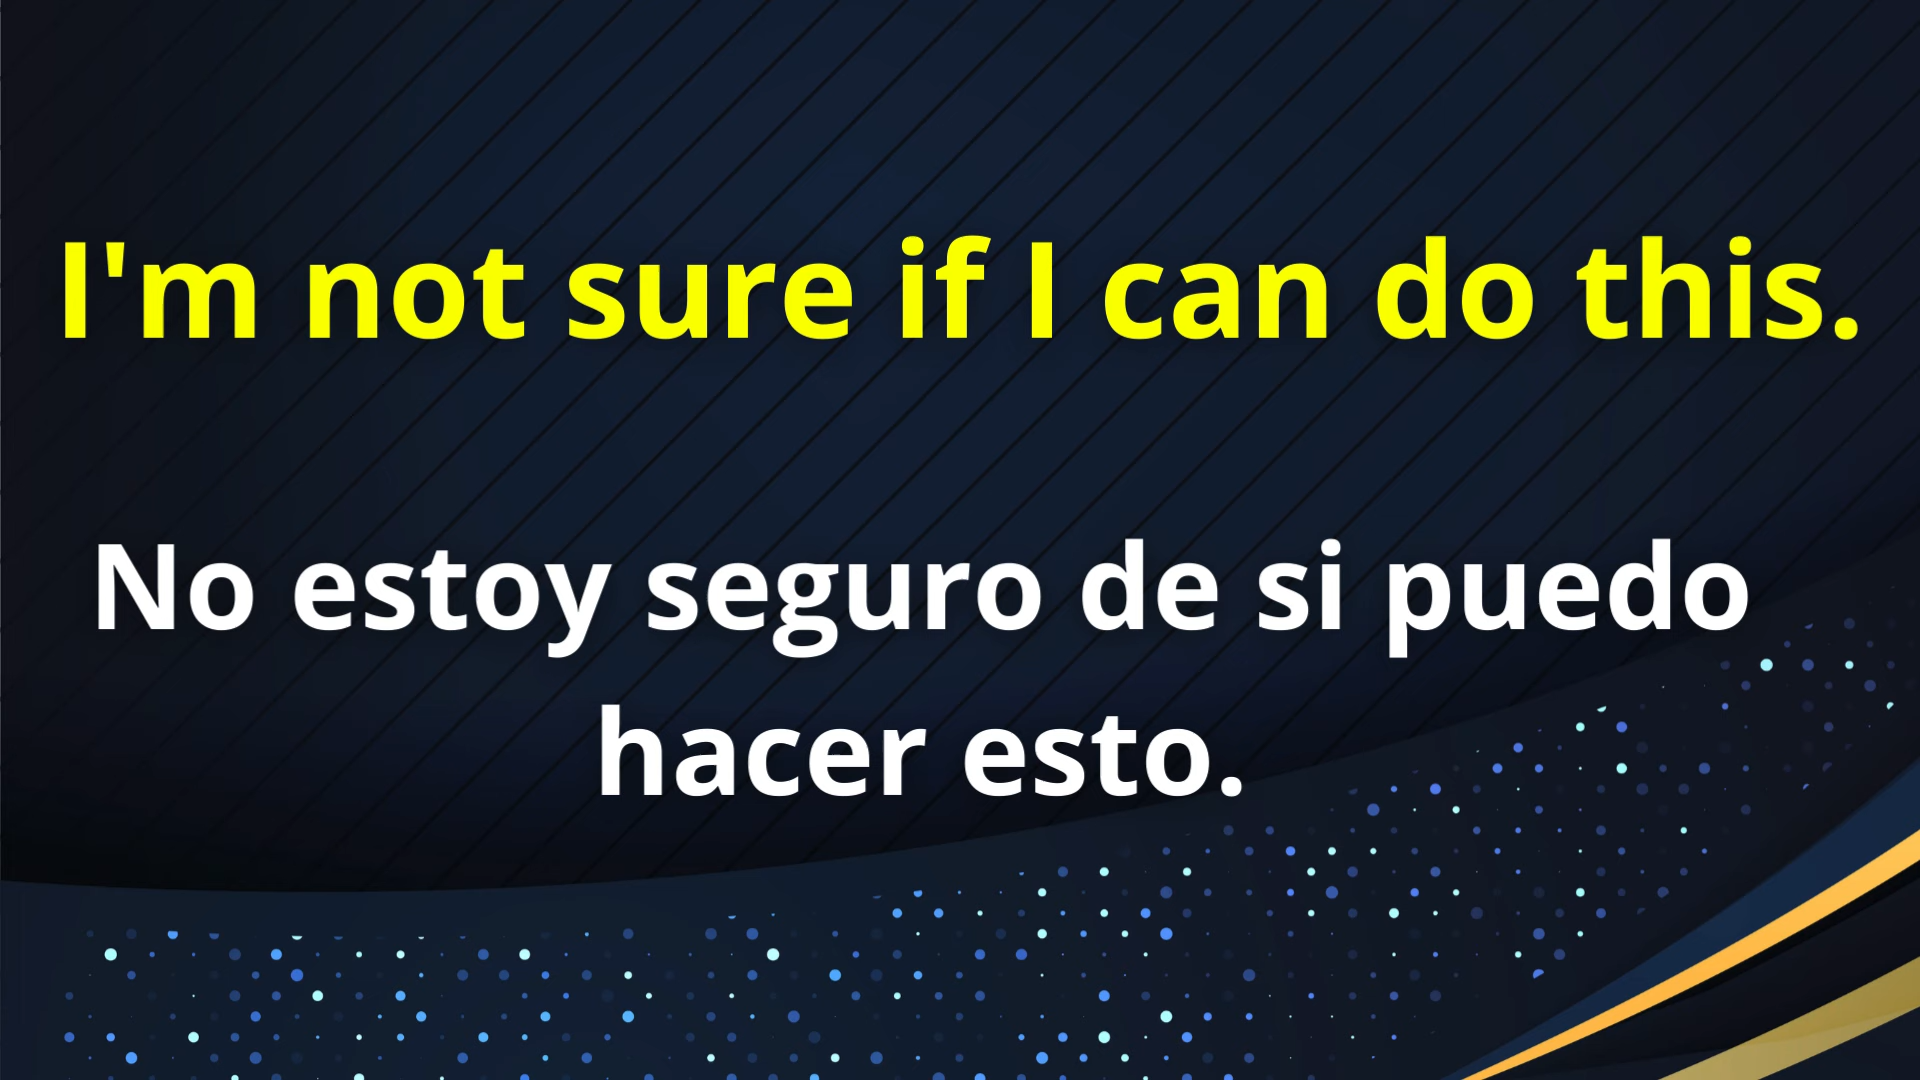 I'm not sure if I can do this.
No estoy seguro de si puedo
hacer esto.